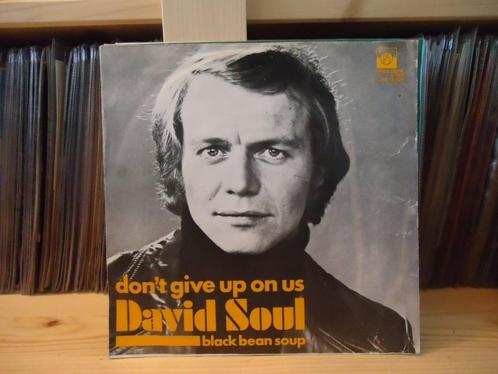 don't give up on us
David Soul
black bean soup